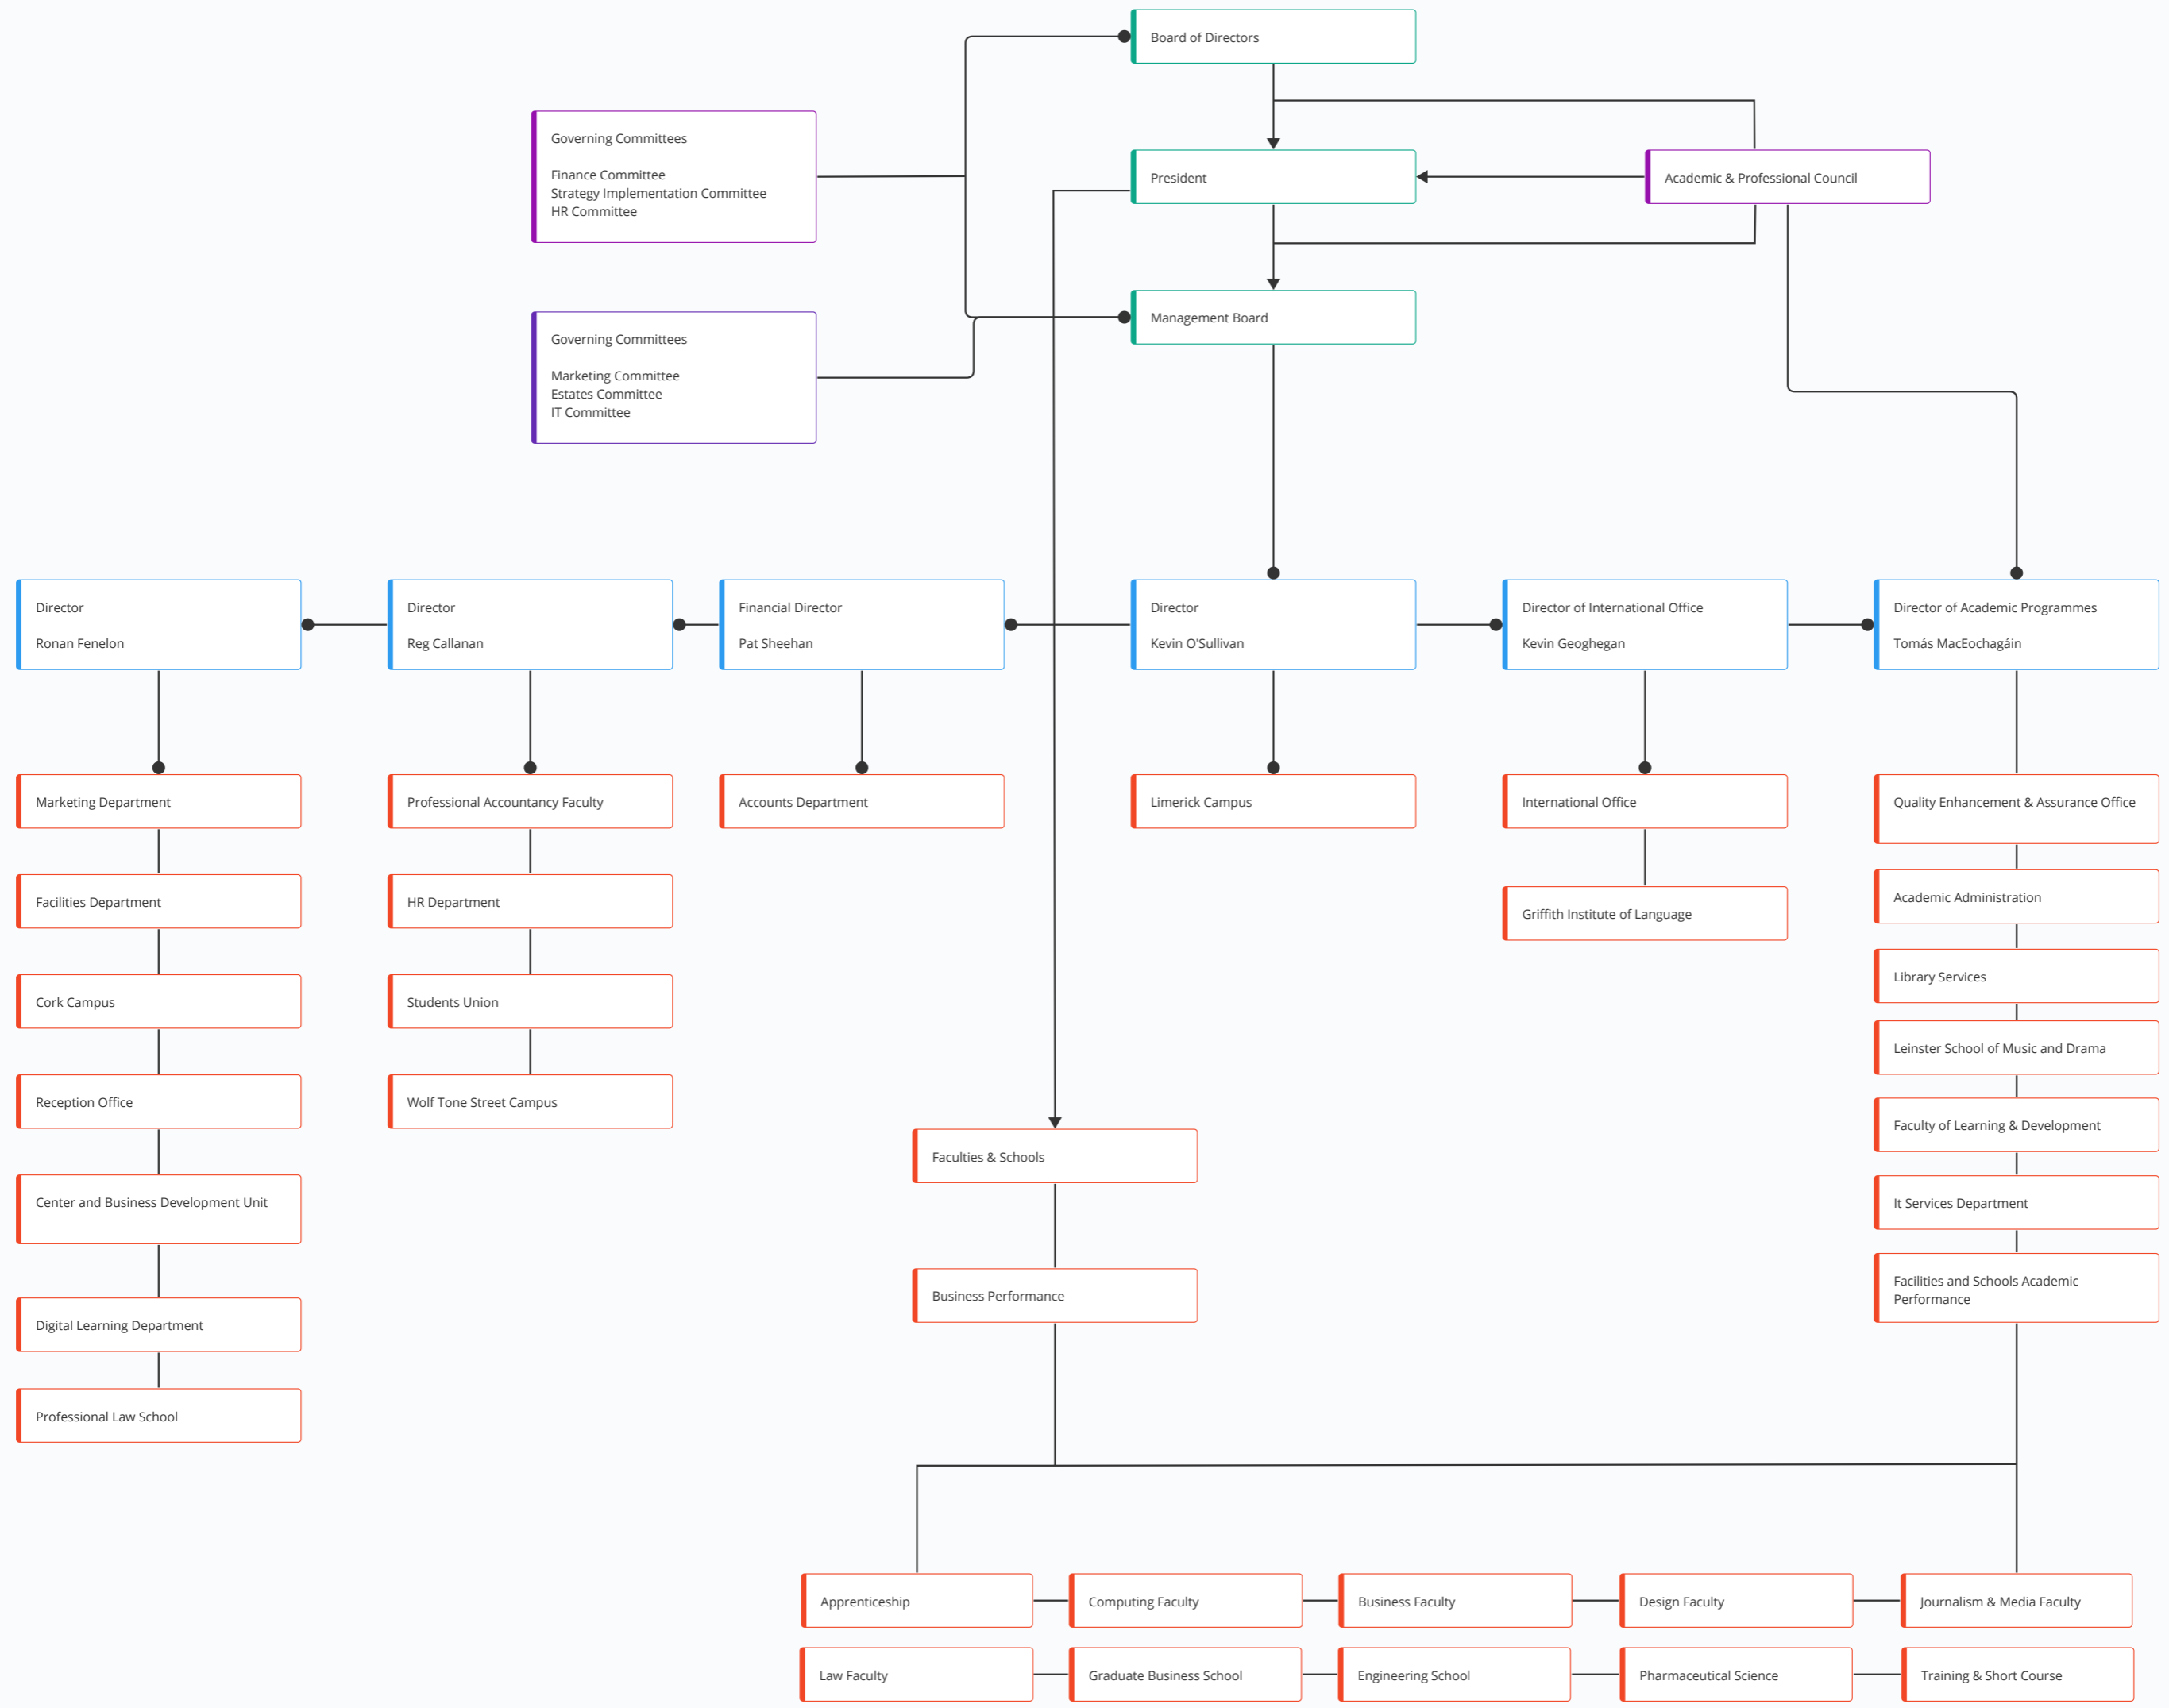 Board of Directors
Governing Committees
Finance Committee
Strategy Implementation Committee
HR Committee
President
Academic & Professional Council
Governing Committees
Marketing Committee
Estates Committee
IT Committee
Management Board
Director
Ronan Fenelon
Director
Reg Callanan
Financial Director
Pat Sheehan
Director
Kevin O'Sullivan
Director of International Office
Kevin Geoghegan
Director of Academic Programmes
Tomás MacEochagáin
Marketing Department
Facilities Department
Cork Campus
Reception Office
Center and Business Development Unit
Digital Learning Department
Professional Law School
Professional Accountancy Faculty
HR Department
Students Union
Wolf Tone Street Campus
Accounts Department
Limerick Campus
International Office
Griffith Institute of Language
Quality Enhancement & Assurance Office
Academic Administration
Library Services
Leinster School of Music and Drama
Faculty of Learning & Development
It Services Department
Facilities and Schools Academic
Performance
Faculties & Schools
Business Performance
Apprenticeship
Computing Faculty
Business Faculty
Design Faculty
Journalism & Media Faculty
Law Faculty
Graduate Business School
Engineering School
Pharmaceutical Science
Training & Short Course